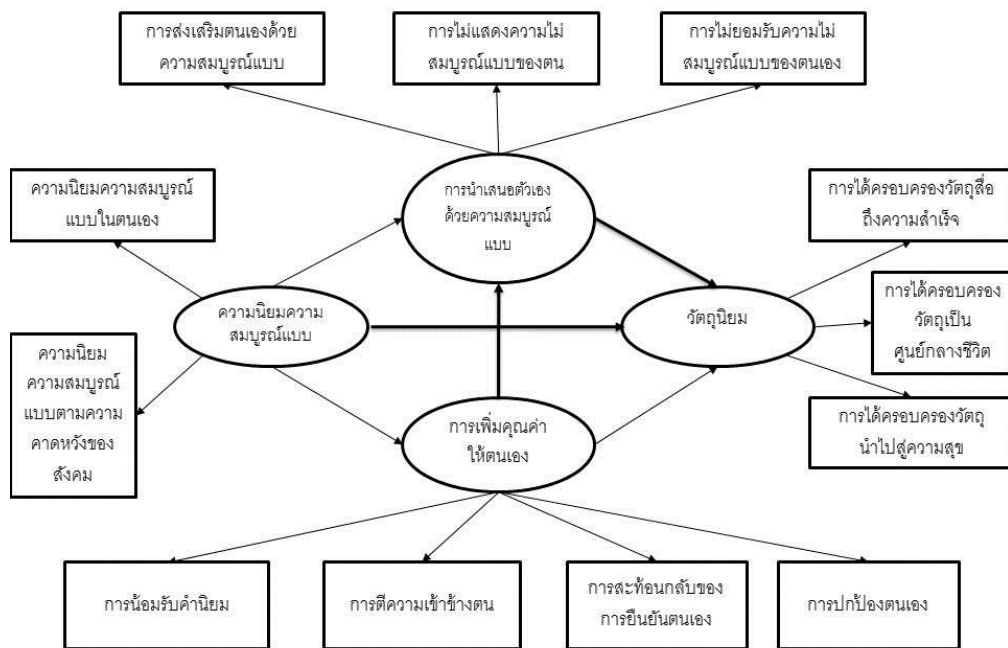 การส่งเสริมตนเองด้วย
ความสมบูรณ์แบบ
การไม่แสดงความไม่
สมบูรณ์แบบของตน
การไม่ยอมรับความไม่
สมบูรณ์แบบของตนเอง
ความนิยมความสมบูรณ์
แบบในตนเอง
การนำเสนอตัวเอง
ด้วยความสมบูรณ์
แบบ
การได้ครอบครองวัตถุสื่อ
ถึงความสำเร็จ
ความนิยมความ
สมบูรณ์แบบ
วัตถุนิยม
การได้ครอบครอง
วัตถุเป็น
ศูนย์กลางชีวิต
ความนิยม
ความสมบูรณ์
แบบตามความ
คาดหวังของ
สังคม
การเพิ่มคุณค่า
ให้ตนเอง
การได้ครอบครองวัตถุ
นำไปสู่ความสุข
การน้อมรับคำนิยม
การตีความเข้าข้างตน
การสะท้อนกลับของ
การยืนยันตนเอง
การปกป้องตนเอง